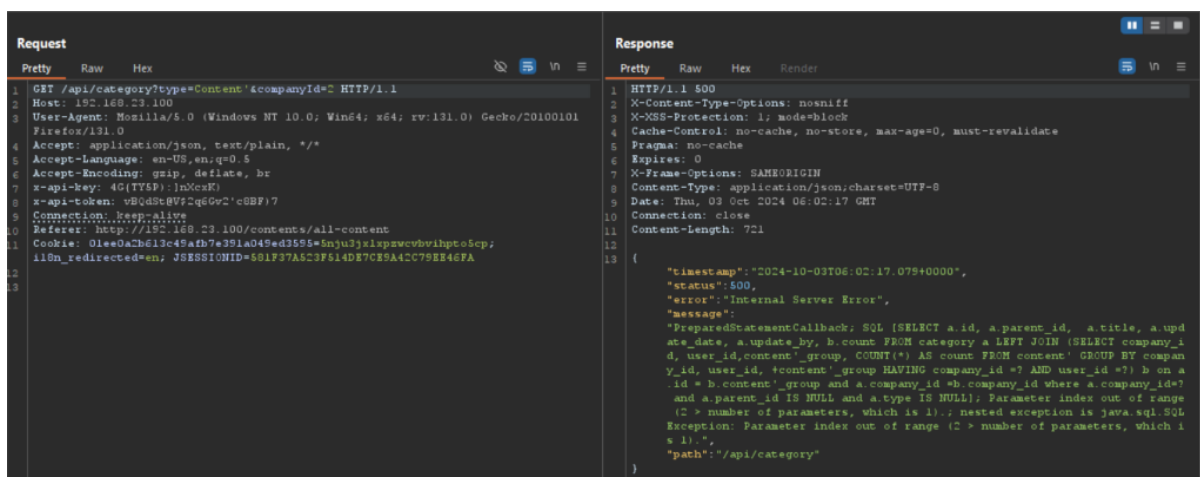 Request
Pretty Raw Hex
\n
1 GET /api/category?type=Content'&companyId=2 HTTP/1.1
2 Host: 192.168.23.100
3 User-Agent: Mozilla/5.0 (Windows NT 10.0; Win64; x64; rv:131.0) Gecko/20100101
Firefox/131.0
4 Accept: application/json, text/plain, */*
5 Accept-Language: en-US,en;q=0.5
6 Accept-Encoding: gzip, deflate, br
7 x-api-key: 4G(TY5P):]nXcxK)
8 x-api-token: vBQdSt@V$2q6Gv2'c8BF)7
9 Connection: keep-alive
10 Referer: http://192.168.23.100/contents/all-content
11 Cookie: 01ee0a2b613c49afb7e391a049ed3595=5nju3jxlxpzwcvbvihpto5cp;
i18n_redirected=en; JSESSIONID=581F37A523F514DE7CE9A42C79EE46FA
12
13
Response
Pretty Raw Hex Render
\n
1 HTTP/1.1 500
2 X-Content-Type-Options: nosniff
3 X-XSS-Protection: 1; mode=block
4 Cache-Control: no-cache, no-store, max-age=0, must-revalidate
5 Pragma: no-cache
6 Expires: 0
7 X-Frame-Options: SAMEORIGIN
8 Content-Type: application/json;charset=UTF-8
9 Date: Thu, 03 Oct 2024 06:02:17 GMT
10 Connection: close
11 Content-Length: 721
12
13 {
"timestamp":"2024-10-03T06:02:17.079+0000",
"status":500,
"error":"Internal Server Error",
"message":
"PreparedStatementCallback; SQL [SELECT a.id, a.parent_id, a.title, a.upd
ate_date, a.update_by, b.count FROM category a LEFT JOIN (SELECT company_i
d, user_id,content'_group, COUNT(*) AS count FROM content' GROUP BY compan
y_id, user_id, +content'_group HAVING company_id =? AND user_id =?) b on a
.id = b.content'_group and a.company_id =b.company_id where a.company_id=?
and a.parent_id IS NULL and a.type IS NULL]; Parameter index out of range
(2 > number of parameters, which is 1).; nested exception is java.sql.SQL
Exception: Parameter index out of range (2 > number of parameters, which i
s 1).",
"path":"/api/category"
}